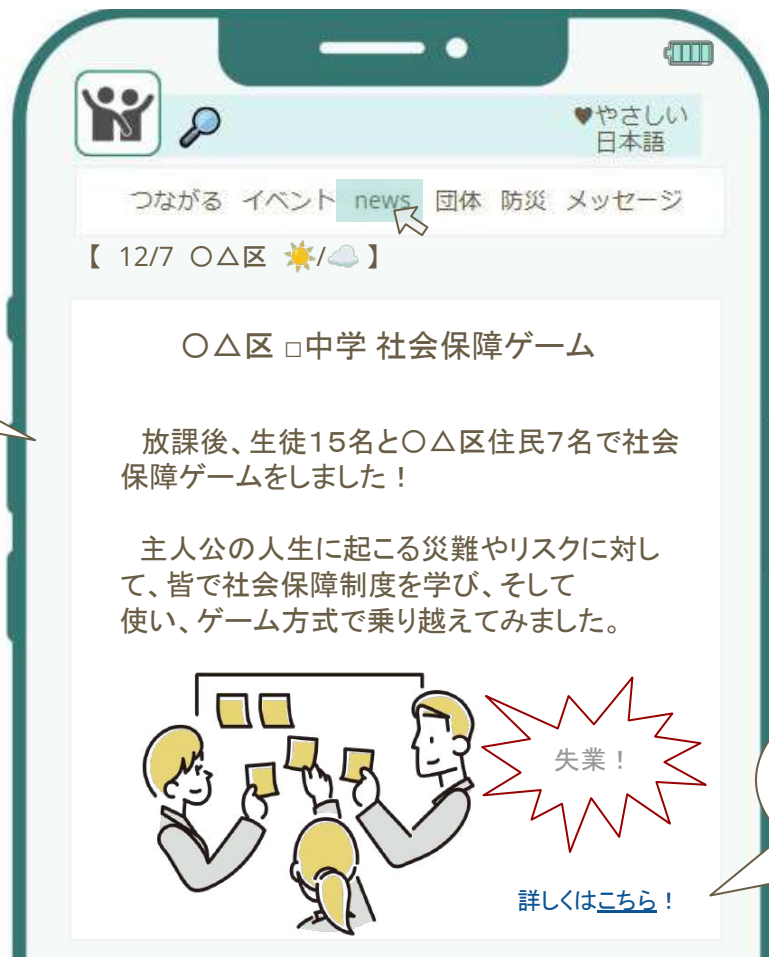 ♥やさしい
日本語
つながる イベント news 団体 防災 メッセージ
【 12/7 〇△区 ☀️/☁️ 】
〇△区 □中学 社会保障ゲーム
放課後、生徒15名と〇△区住民7名で社会
保障ゲームをしました！
主人公の人生に起こる災難やリスクに対し
て、皆で社会保障制度を学び、そして
使い、ゲーム方式で乗り越えてみました。
失業！
詳しくはこちら！